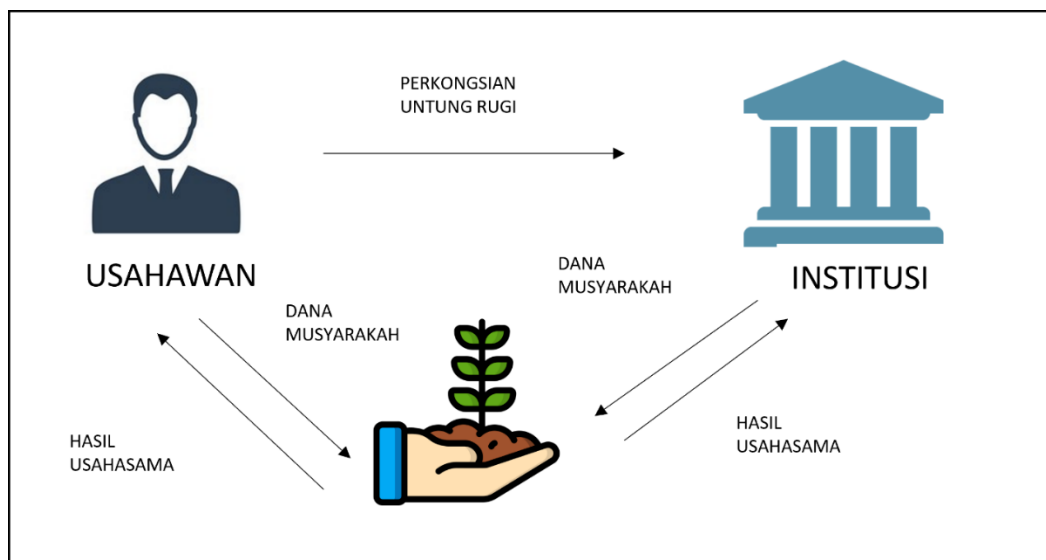 PERKONGSIAN
UNTUNG RUGI
USAHAWAN
INSTITUSI
DANA
MUSYARAKAH
DANA
MUSYARAKAH
HASIL
USAHASAMA
HASIL
USAHASAMA